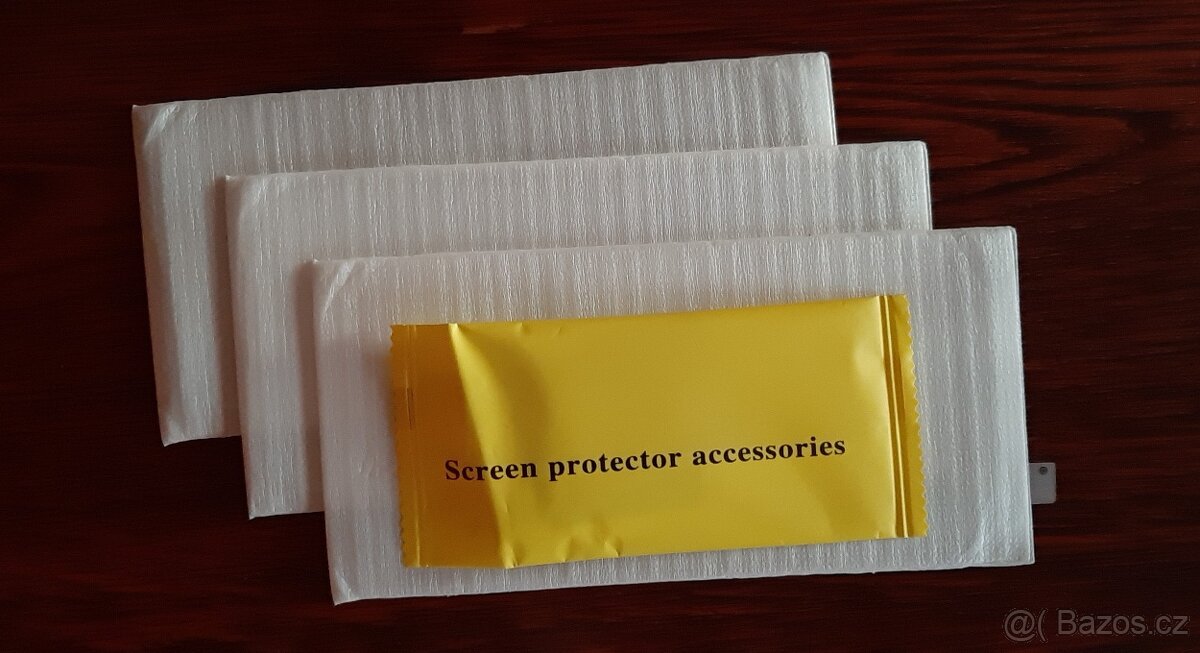 Screen protector accessories
@( Bazos.cz